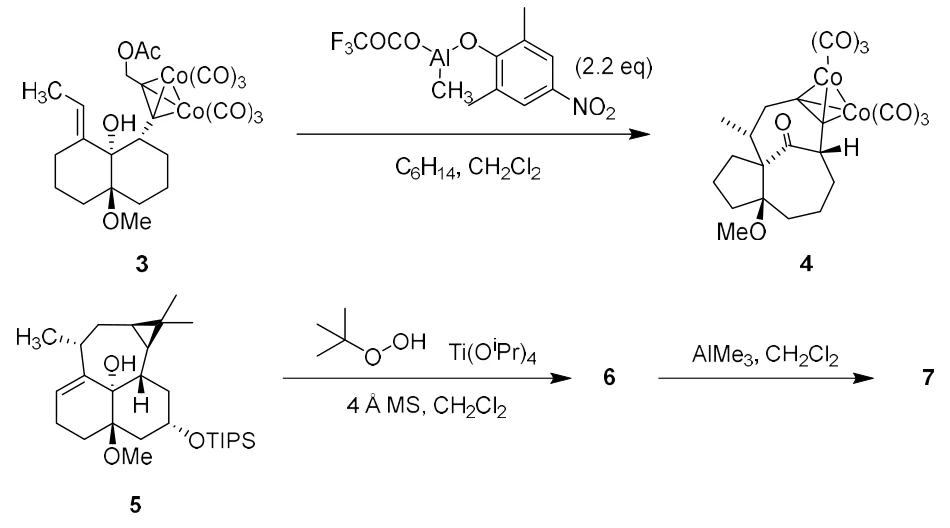 OAc
F₃COCO
Al
O
(2.2 eq)
CH₃
NO₂
C₆H₁₄, CH₂Cl₂
H₃C
OH
Co(CO)₃
Co(CO)₃
OMe
3
(CO)₃
Co
Co(CO)₃
O
H
MeO
4
H₃C
OH
H
OTIPS
OMe
5
O
OH
Ti(OⁱPr)₄
4 Å MS, CH₂Cl₂
6
AlMe₃, CH₂Cl₂
7